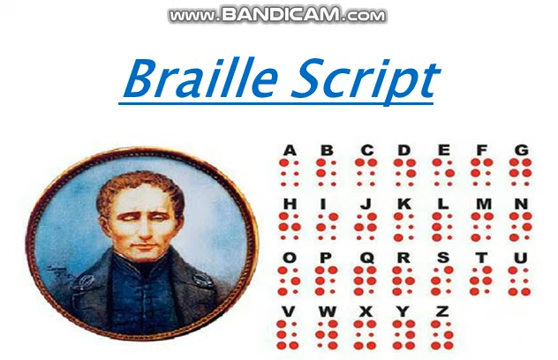 www.BANDICAM.com
Braille Script
A B C D E F G
H I J K L M N
O P Q R S T U
V W X Y Z